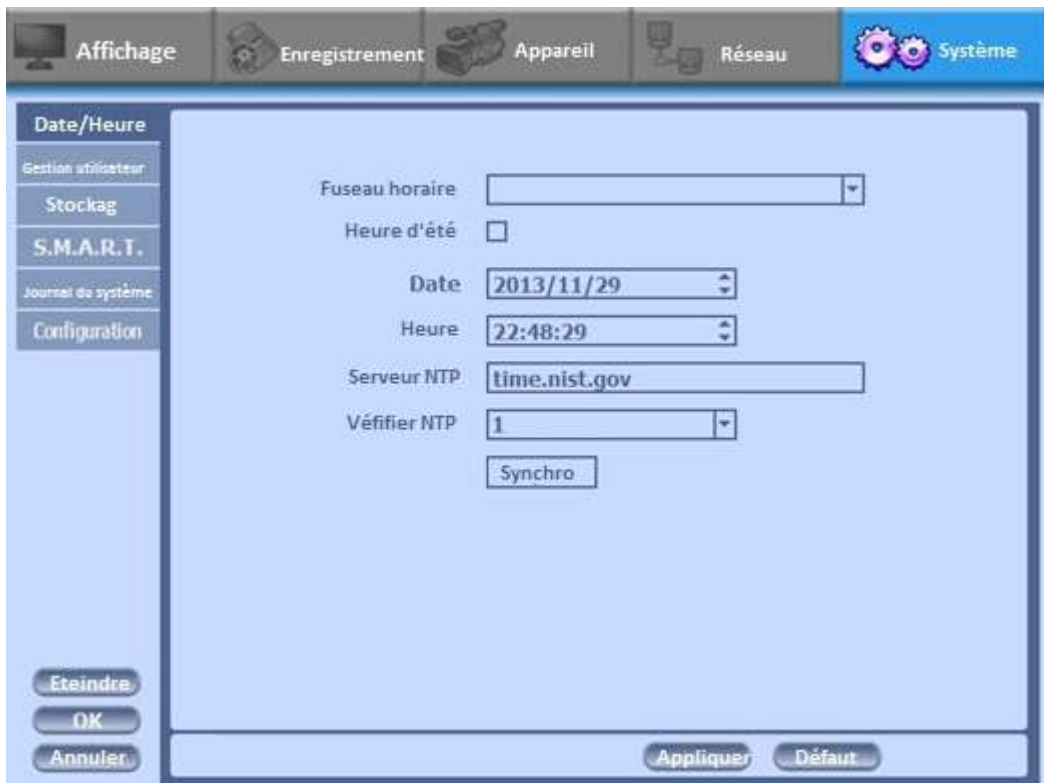 Affichage
Enregistrement
Appareil
Réseau
Système
Date/Heure
Gestion utilisateur
Stockag
S.M.A.R.T.
Journal du système
Configuration
Fuseau horaire
Heure d'été
Date 2013/11/29
Heure 22:48:29
Serveur NTP time.nist.gov
Véfifier NTP 1
Synchro
Eteindre
OK
Annuler
Appliquer
Défaut